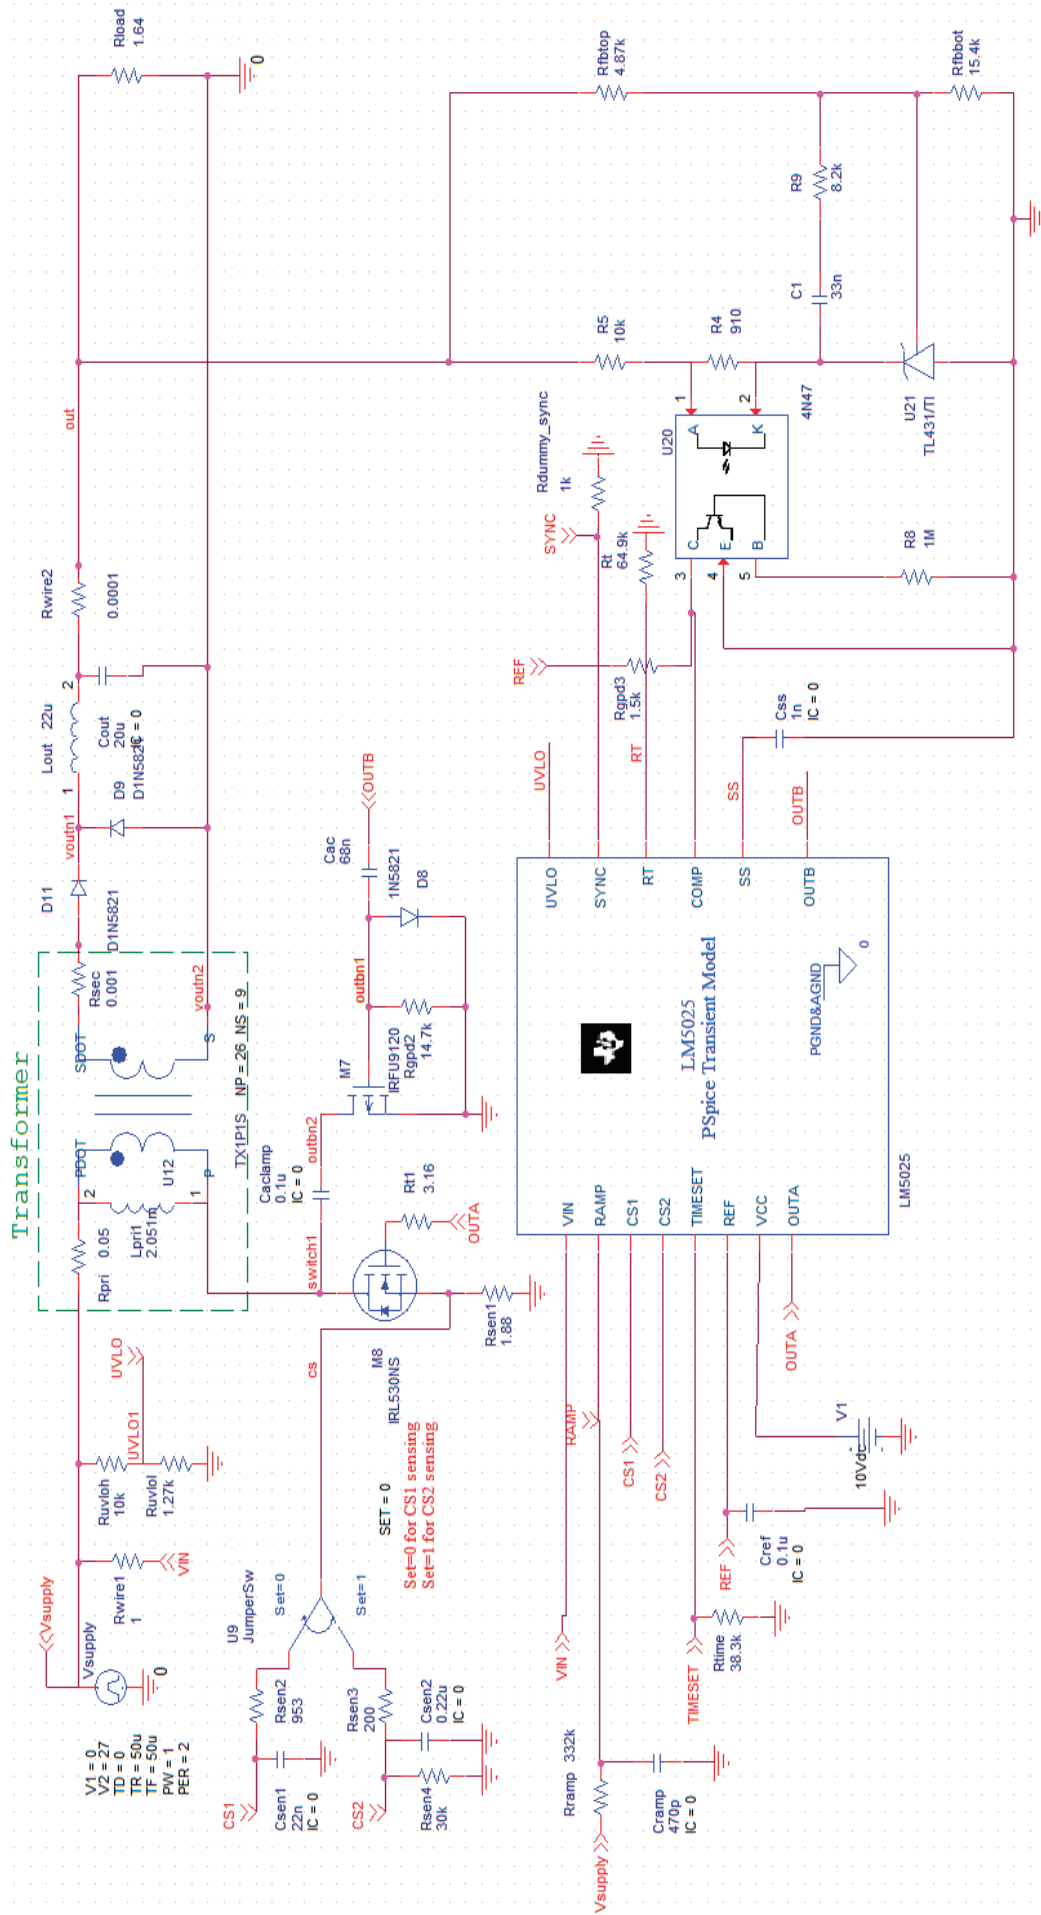 Transformer
V1 = 0
V2 = 27
TD = 0
TR = 50u
TF = 50u
PW = 1
PER = 2
Vsupply
Vsupply
0
Rwire1
1
VIN
Ruvloh
10k
Ruvlol
1.27k
UVLO1
UVLO
Rpri 0.05
Lpri1
2.051m
2
1
PDOT
P
U12
SDOT
S
TX1P1S NP = 26 NS = 9
Rsec
0.001
voutn2
D11
D1N5821
voutn1
D9
D1N5821
1
2
Lout 22u
Cout
20u
IC = 0
Rwire2
0.0001
out
Rload
1.64
0
CS1
Csen1
22n
IC = 0
Rsen2
953
U9
JumperSw
Set=0
Set=1
CS2
Rsen4
30k
Rsen3
200
Csen2
0.22u
IC = 0
SET = 0
Set=0 for CS1 sensing
Set=1 for CS2 sensing
cs
M8
IRL530NS
Rsen1
1.88
switch1
Caclamp
0.1u
IC = 0
outbn2
Rt1
3.16
OUTA
M7
IRFU9120
Rgpd2
14.7k
outbn1
Cac
68n
1N5821
D8
OUTB
Vsupply
Rramp 332k
Cramp
470p
IC = 0
RAMP
VIN
CS1
CS2
TIMESET
Rtime
38.3k
REF
Cref
0.1u
IC = 0
V1
10Vdc
OUTA
VIN
RAMP
CS1
CS2
TIMESET
REF
VCC
OUTA
LM5025
PSpice Transient Model
PGND&AGND
0
LM5025
UVLO
SYNC
RT
COMP
SS
OUTB
UVLO
RT
SS
OUTB
Css
1n
IC = 0
REF
Rgpd3
1.5k
SYNC
Rdummy_sync
1k
Rt
64.9k
U20
4N47
C
E
B
A
K
3
4
5
1
2
R8
1M
R5
10k
R4
910
C1
33n
R9
8.2k
U21
TL431/TI
Rfbtop
4.87k
Rfbbot
15.4k